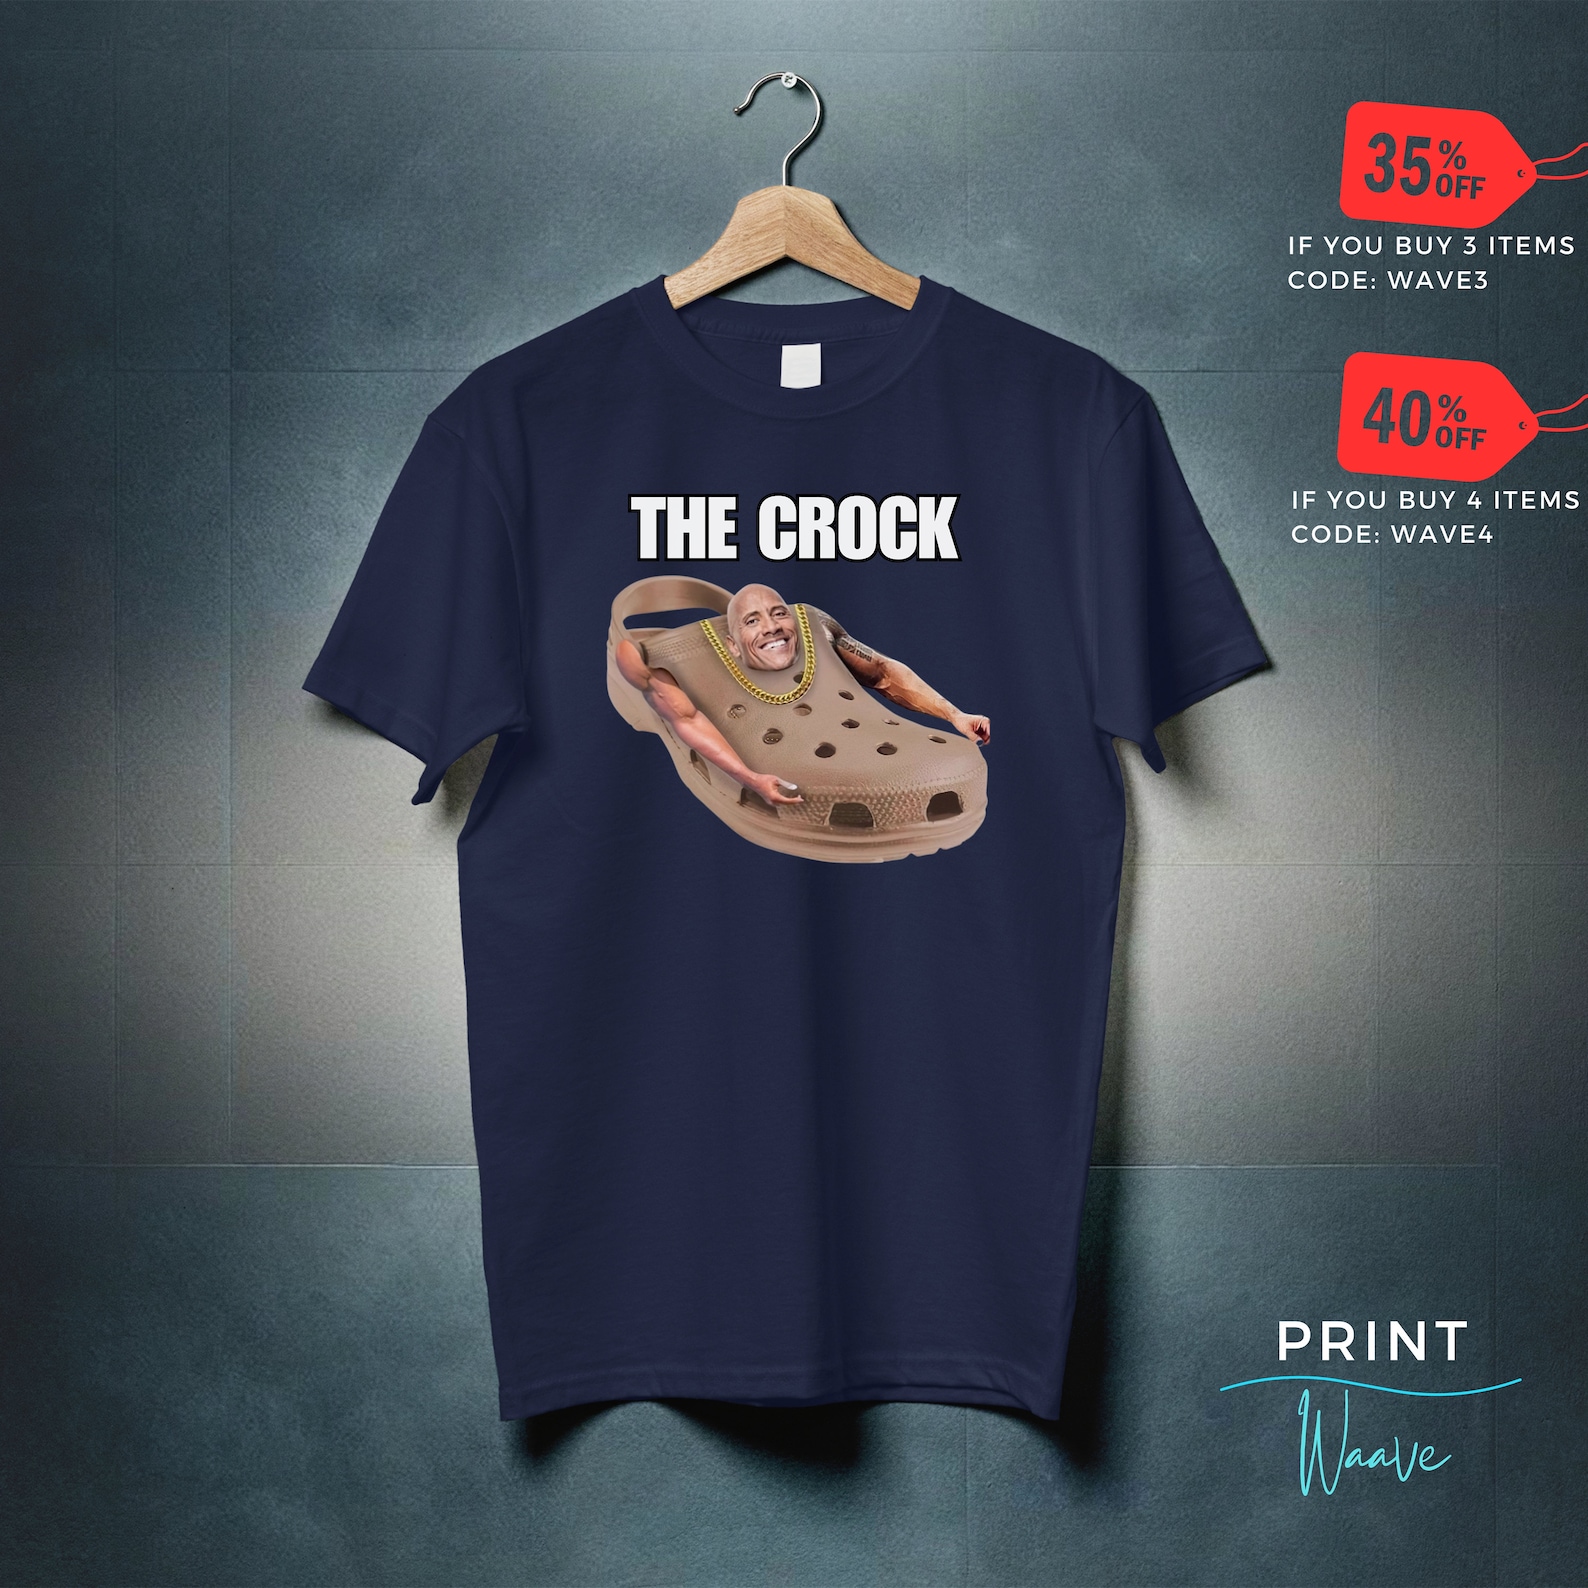 35% OFF
IF YOU BUY 3 ITEMS
CODE: WAVE3
40% OFF
IF YOU BUY 4 ITEMS
CODE: WAVE4
THE CROCK
PRINT
Waave